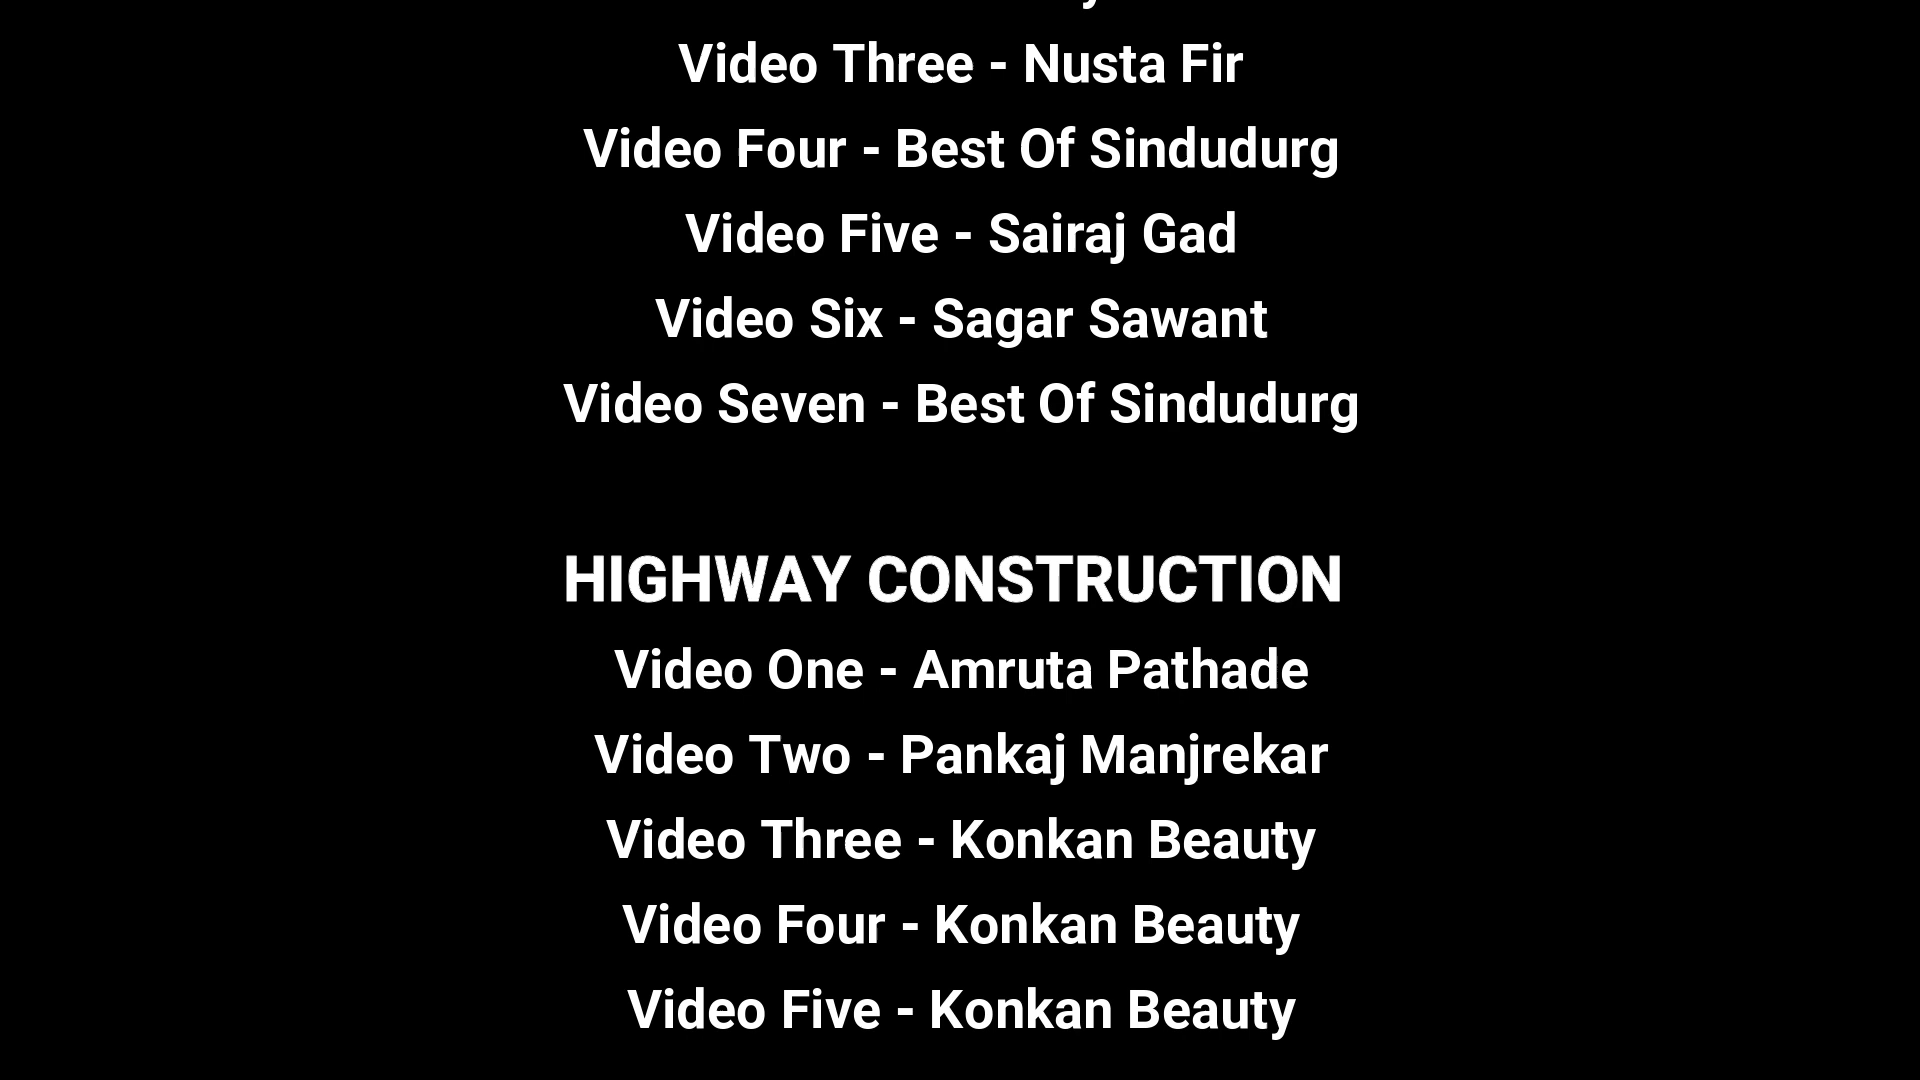 Video Three - Nusta Fir
Video Four - Best Of Sindudurg
Video Five - Sairaj Gad
Video Six - Sagar Sawant
Video Seven - Best Of Sindudurg
HIGHWAY CONSTRUCTION
Video One - Amruta Pathade
Video Two - Pankaj Manjrekar
Video Three - Konkan Beauty
Video Four - Konkan Beauty
Video Five - Konkan Beauty